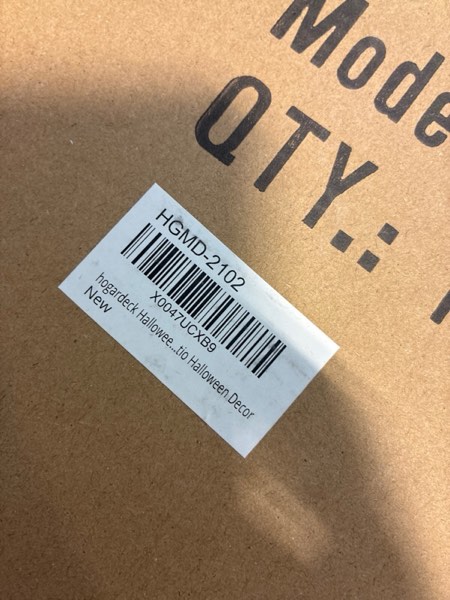 Mode
QTY.:
HGMD-2102
X0047UCXB9
hogardeck Hallowee...tio Halloween Decor
New